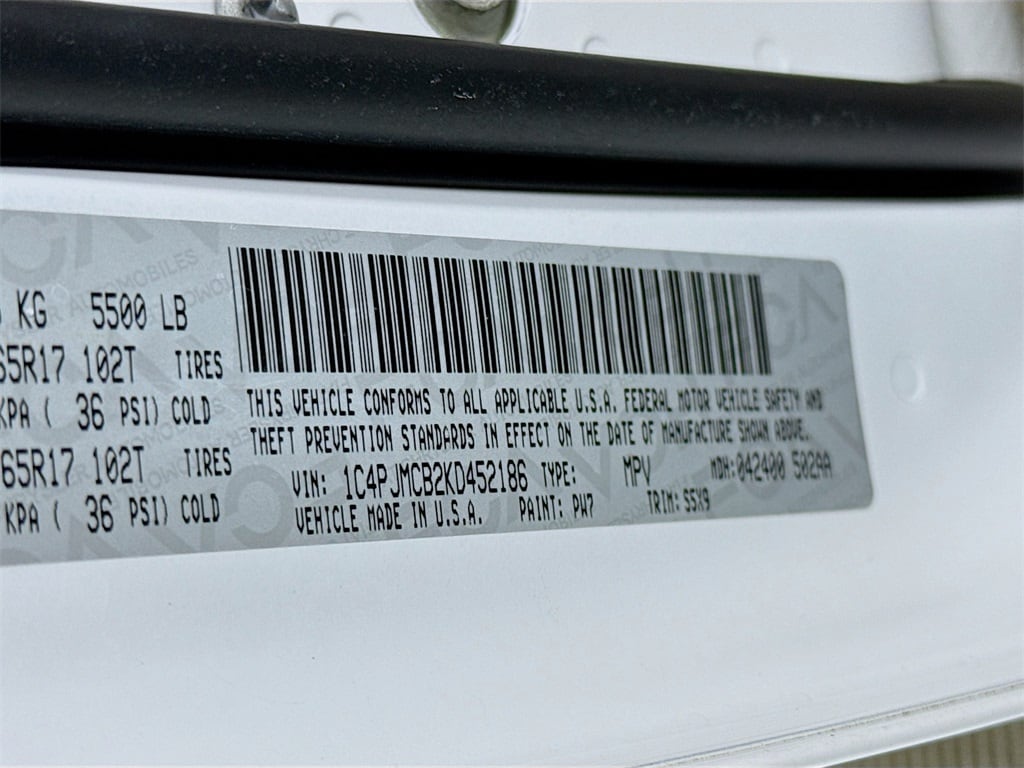 KG 5500 LB
65R17 102T TIRES
KPA ( 36 PSI) COLD
65R17 102T TIRES
KPA ( 36 PSI) COLD
THIS VEHICLE CONFORMS TO ALL APPLICABLE U.S.A. FEDERAL MOTOR VEHICLE SAFETY AND
THEFT PREVENTION STANDARDS IN EFFECT ON THE DATE OF MANUFACTURE SHOWN ABOVE.
VIN: 1C4PJMCB2KD452186 TYPE: MPV MDH:042400 502AA
VEHICLE MADE IN U.S.A. PAINT: PW7 TRIM: S5X9